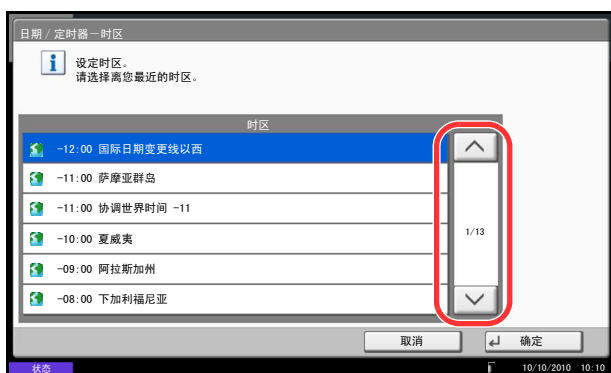 日期/定时器－时区
设定时区。
请选择离您最近的时区。
时区
-12:00 国际日期变更线以西
-11:00 萨摩亚群岛
-11:00 协调世界时间 -11
-10:00 夏威夷
-09:00 阿拉斯加州
-08:00 下加利福尼亚
1/13
取消
确定
状态
10/10/2010 10:10